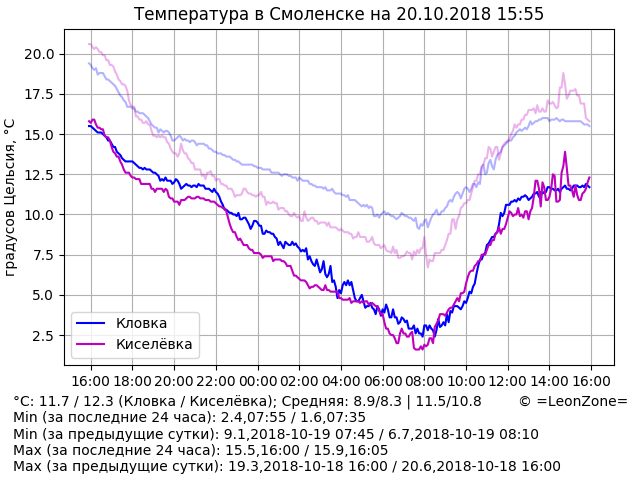 Температура в Смоленске на 20.10.2018 15:55
градусов Цельсия, °C
20.0
17.5
15.0
12.5
10.0
7.5
5.0
2.5
Кловка
Киселёвка
16:00 18:00 20:00 22:00 00:00 02:00 04:00 06:00 08:00 10:00 12:00 14:00 16:00
°C: 11.7 / 12.3 (Кловка / Киселёвка); Средняя: 8.9/8.3 | 11.5/10.8 © =LeonZone=
Min (за последние 24 часа): 2.4,07:55 / 1.6,07:35
Min (за предыдущие сутки): 9.1,2018-10-19 07:45 / 6.7,2018-10-19 08:10
Max (за последние 24 часа): 15.5,16:00 / 15.9,16:05
Max (за предыдущие сутки): 19.3,2018-10-18 16:00 / 20.6,2018-10-18 16:00